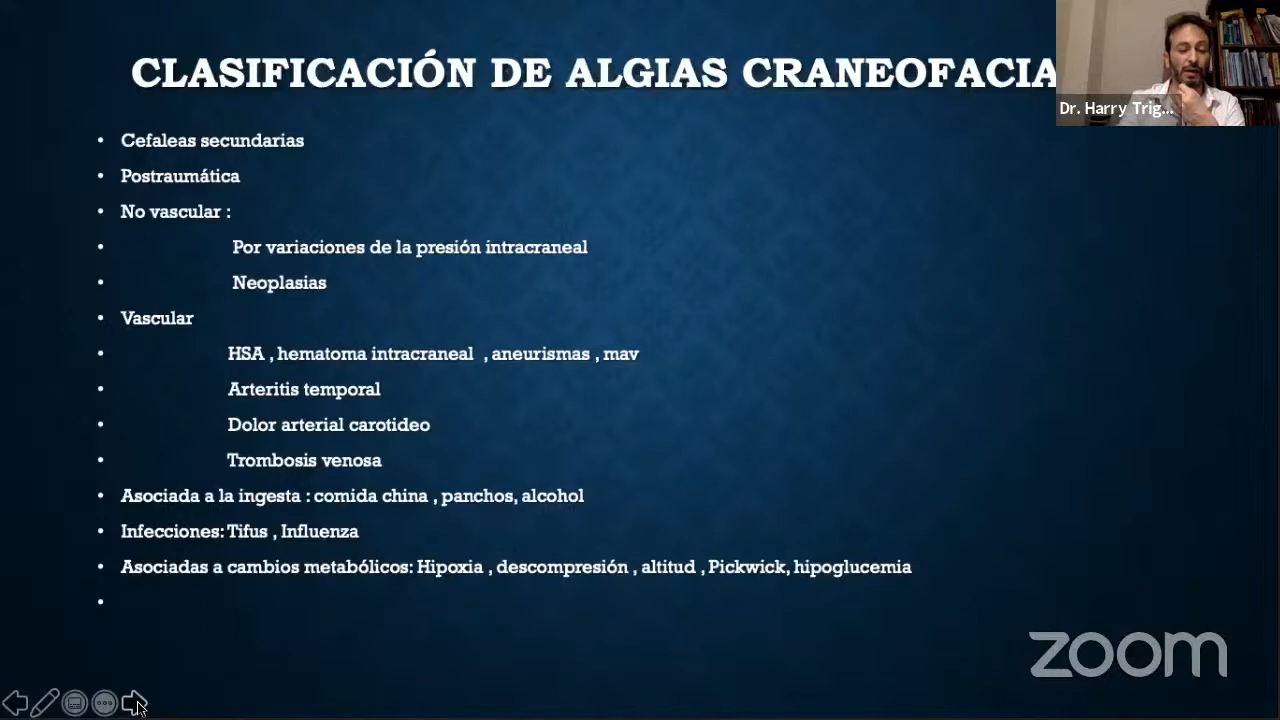 CLASIFICACIÓN DE ALGIAS CRANEOFACIA
Dr. Harry Trig...
• Cefaleas secundarias
• Postraumática
• No vascular :
• Por variaciones de la presión intracraneal
• Neoplasias
• Vascular
• HSA , hematoma intracraneal , aneurismas , mav
• Arteritis temporal
• Dolor arterial carotideo
• Trombosis venosa
• Asociada a la ingesta : comida china , panchos, alcohol
• Infecciones: Tifus , Influenza
• Asociadas a cambios metabólicos: Hipoxia , descompresión , altitud , Pickwick, hipoglucemia
•
zoom